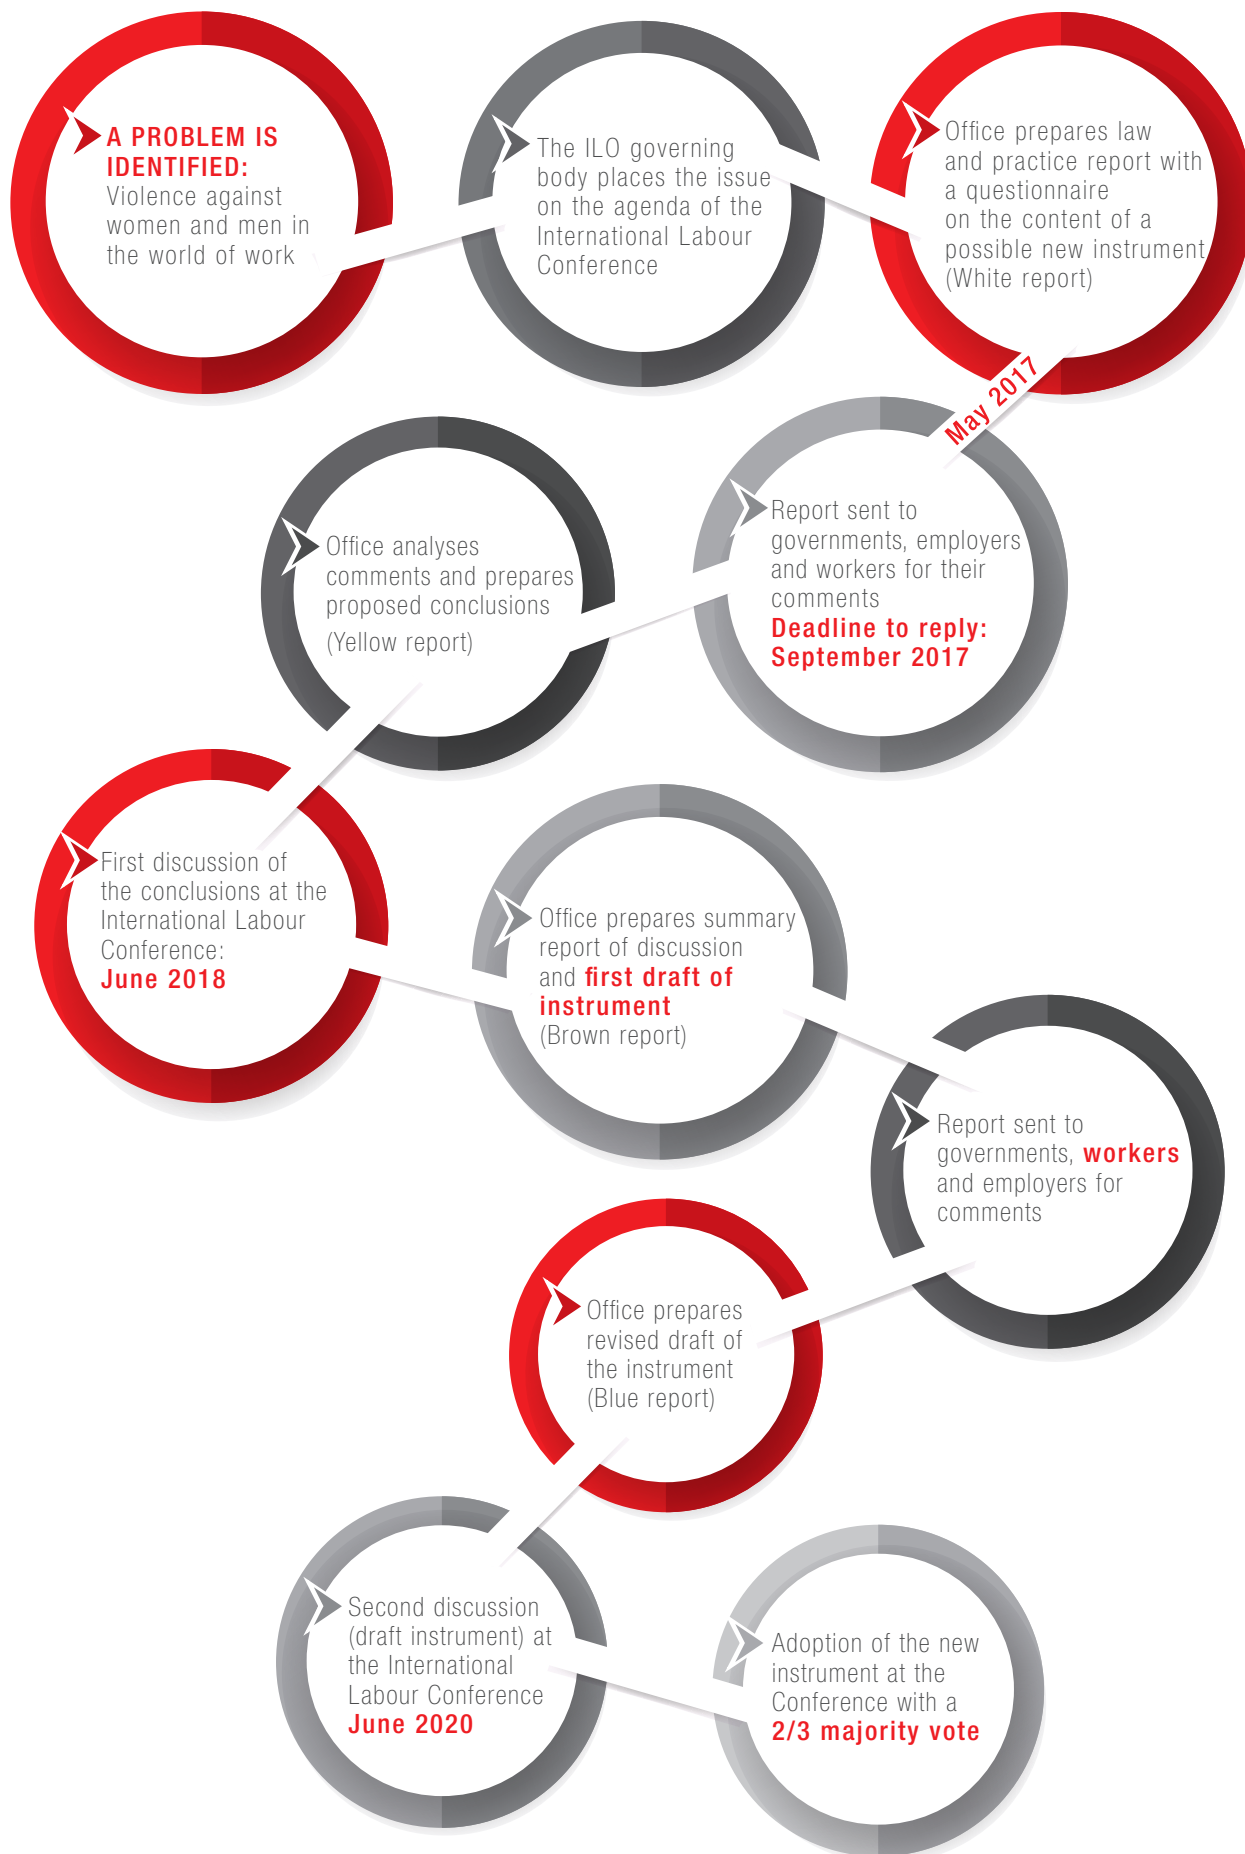 A PROBLEM IS
IDENTIFIED:
Violence against
women and men in
the world of work
The ILO governing
body places the issue
on the agenda of the
International Labour
Conference
Office prepares law
and practice report with
a questionnaire
on the content of a
possible new instrument
(White report)
May 2017
Report sent to
governments, employers
and workers for their
comments
Deadline to reply:
September 2017
Office analyses
comments and prepares
proposed conclusions
(Yellow report)
First discussion of
the conclusions at the
International Labour
Conference:
June 2018
Office prepares summary
report of discussion
and first draft of
instrument
(Brown report)
Report sent to
governments, workers
and employers for
comments
Office prepares
revised draft of
the instrument
(Blue report)
Second discussion
(draft instrument) at
the International
Labour Conference
June 2020
Adoption of the new
instrument at the
Conference with a
2/3 majority vote